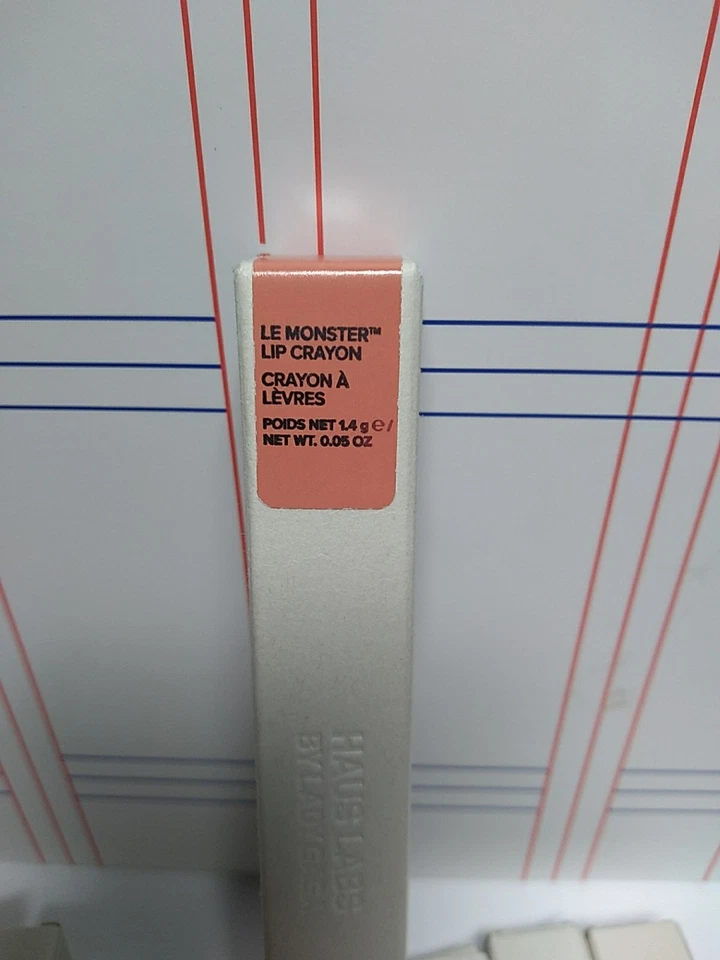 LE MONSTER™
LIP CRAYON
CRAYON À
LÈVRES
POIDS NET 1.4 g ℮ /
NET WT. 0.05 OZ
HAUS LABS
BY LADY GAGA